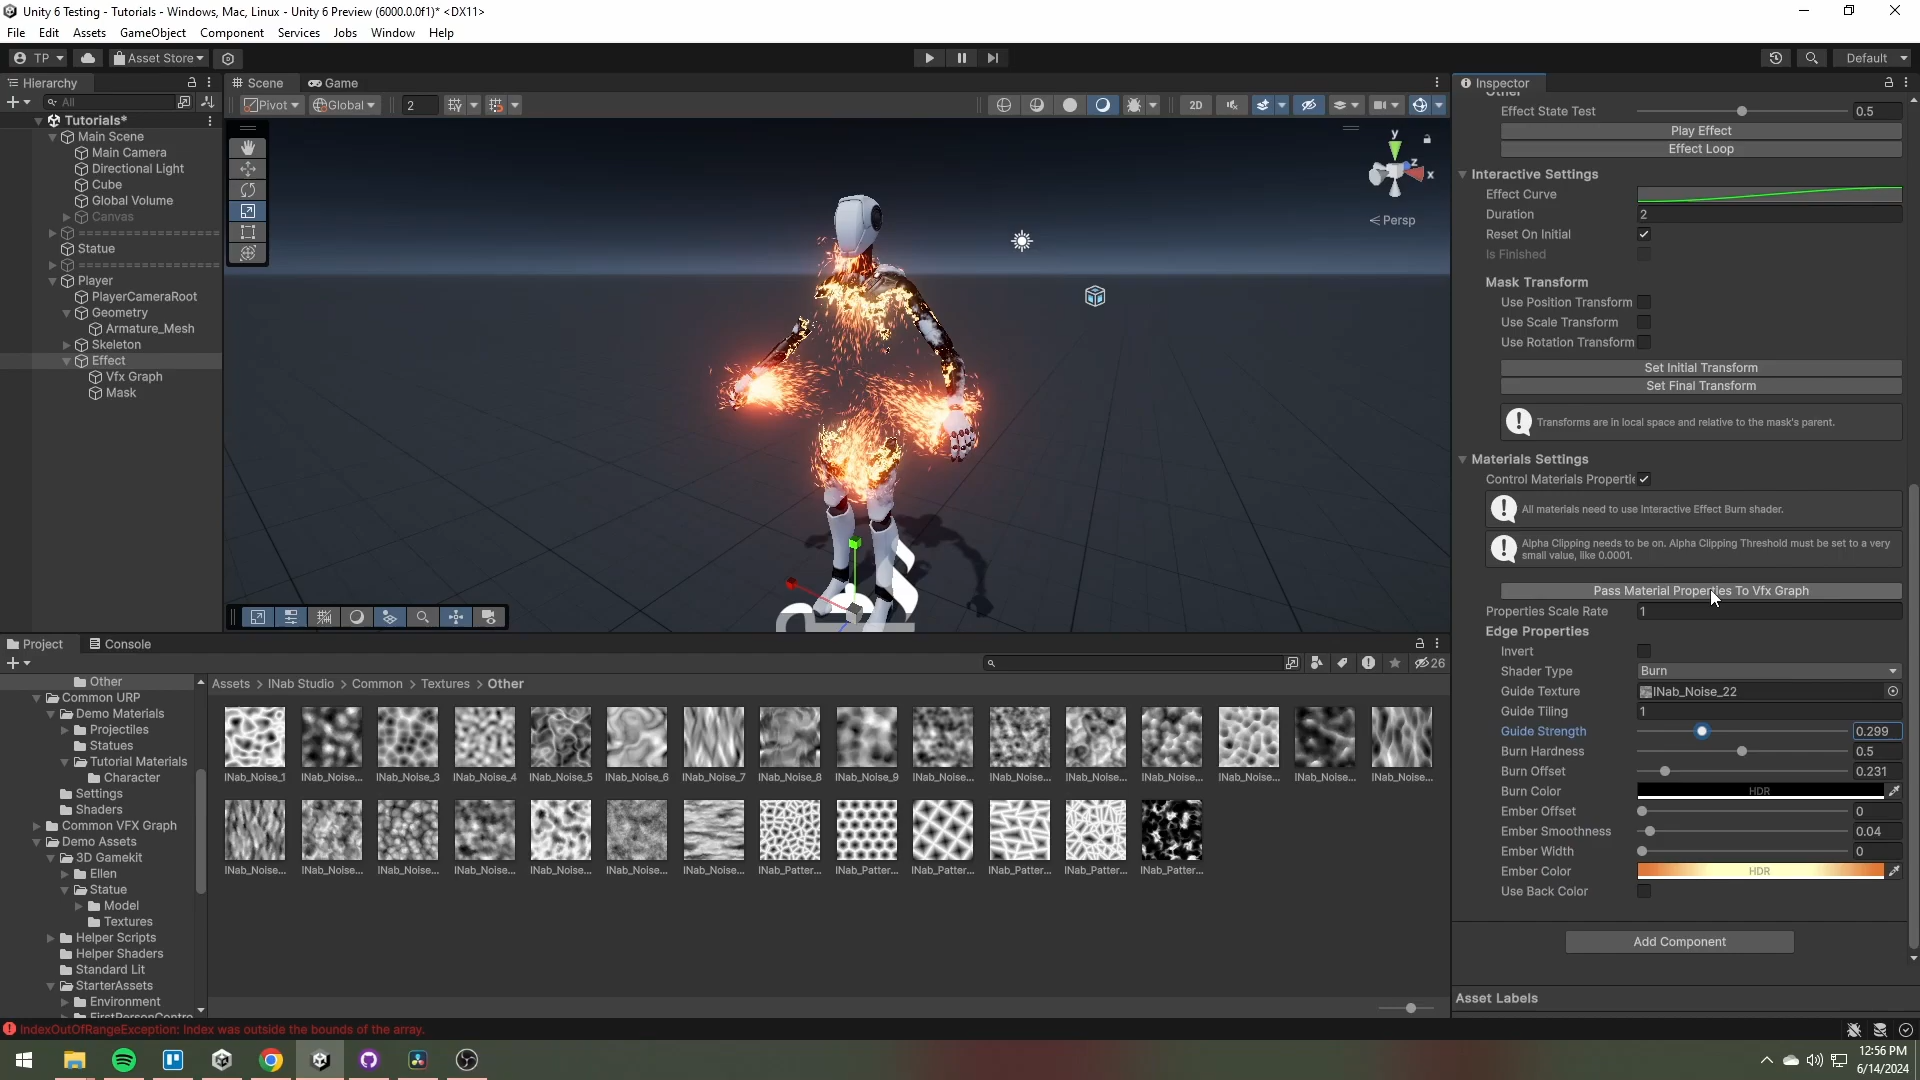 Unity 6 Testing - Tutorials - Windows, Mac, Linux - Unity 6 Preview (6000.0.0f1)* <DX11>
File Edit Assets GameObject Component Services Jobs Window Help
TP Asset Store Default
Hierarchy Scene Game Inspector
All Pivot Global 2 2D
Tutorials*
Main Scene
Main Camera
Directional Light
Cube
Global Volume
Canvas
====================
Statue
====================
Player
PlayerCameraRoot
Geometry
Armature_Mesh
Skeleton
Effect
Vfx Graph
Mask
y
z
x
Persp
Effect State Test 0.5
Play Effect
Effect Loop
Interactive Settings
Effect Curve
Duration 2
Reset On Initial
Is Finished
Mask Transform
Use Position Transform
Use Scale Transform
Use Rotation Transform
Set Initial Transform
Set Final Transform
Transforms are in local space and relative to the mask's parent.
Materials Settings
Control Materials Propertie
All materials need to use Interactive Effect Burn shader.
Alpha Clipping needs to be on. Alpha Clipping Threshold must be set to a very
small value, like 0.0001.
Pass Material Properties To Vfx Graph
Properties Scale Rate 1
Edge Properties
Invert
Shader Type Burn
Guide Texture INab_Noise_22
Guide Tiling 1
Guide Strength 0.299
Burn Hardness 0.5
Burn Offset 0.231
Burn Color HDR
Ember Offset 0
Ember Smoothness 0.04
Ember Width 0
Ember Color HDR
Use Back Color
Add Component
Asset Labels
Project Console
26
Other
Common URP
Demo Materials
Projectiles
Statues
Tutorial Materials
Character
Settings
Shaders
Common VFX Graph
Demo Assets
3D Gamekit
Ellen
Statue
Model
Textures
Helper Scripts
Helper Shaders
Standard Lit
StarterAssets
Environment
FirstPersonContro
Assets > INab Studio > Common > Textures > Other
INab_Noise_1 INab_Noise... INab_Noise_3 INab_Noise_4 INab_Noise_5 INab_Noise_6 INab_Noise_7 INab_Noise_8 INab_Noise_9 INab_Noise... INab_Noise... INab_Noise... INab_Noise... INab_Noise... INab_Noise... INab_Noise...
INab_Noise... INab_Noise... INab_Noise... INab_Noise... INab_Noise... INab_Noise... INab_Noise... INab_Patter... INab_Patter... INab_Patter... INab_Patter... INab_Patter... INab_Patter...
IndexOutOfRangeException: Index was outside the bounds of the array.
12:56 PM
6/14/2024